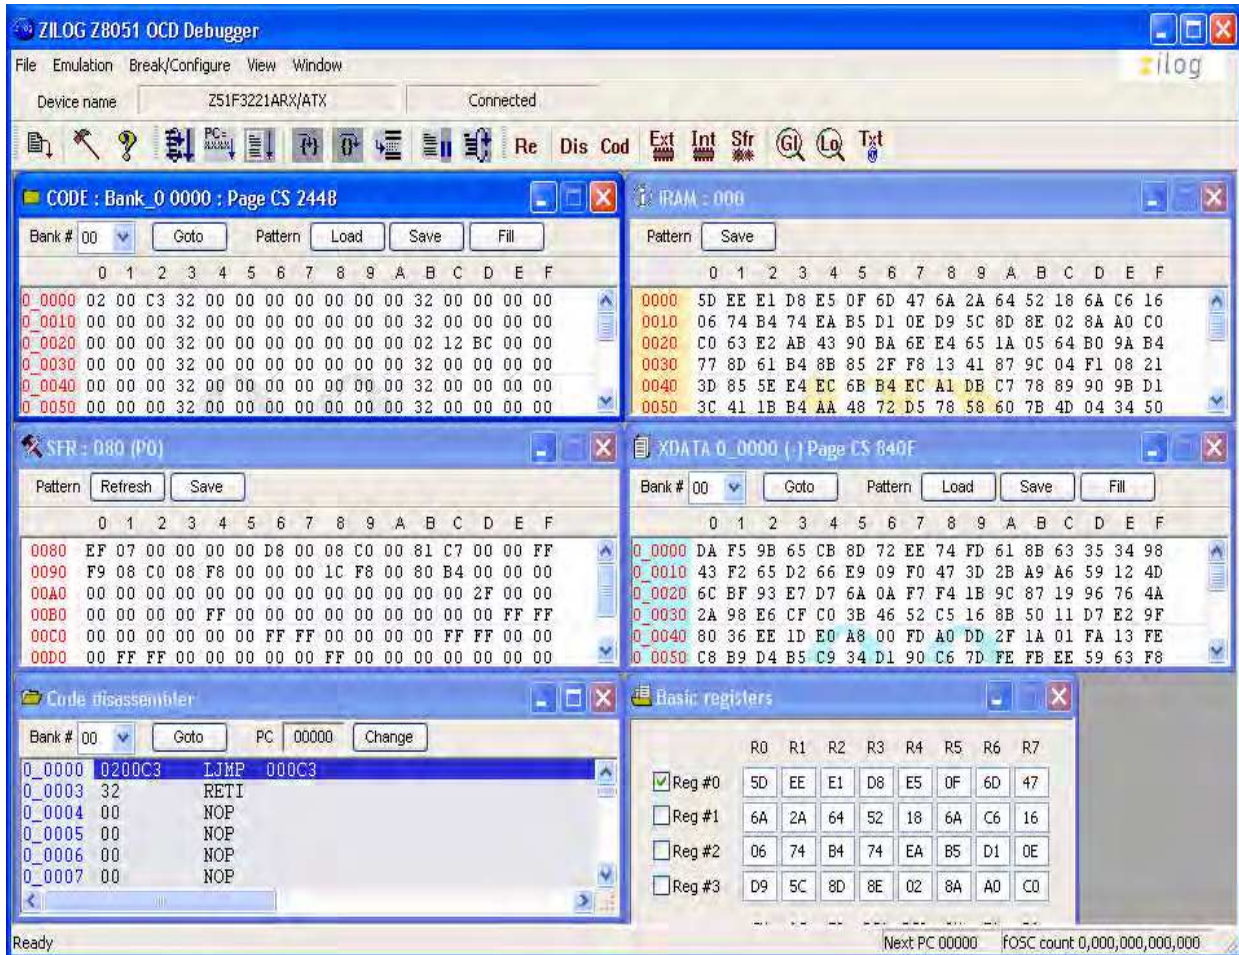 ZILOG Z8051 OCD Debugger
File Emulation Break/Configure View Window
zilog
Device name Z51F3221ARX/ATX Connected
PC=
XXXX
Re Dis Cod Ext Int Sfr Gl Lo Txt
CODE : Bank_0 0000 : Page CS 2448
Bank # 00 Goto Pattern Load Save Fill
0 1 2 3 4 5 6 7 8 9 A B C D E F
0_0000 02 00 C3 32 00 00 00 00 00 00 00 32 00 00 00 00
0_0010 00 00 00 32 00 00 00 00 00 00 00 32 00 00 00 00
0_0020 00 00 00 32 00 00 00 00 00 00 00 02 12 BC 00 00
0_0030 00 00 00 32 00 00 00 00 00 00 00 32 00 00 00 00
0_0040 00 00 00 32 00 00 00 00 00 00 00 32 00 00 00 00
0_0050 00 00 00 32 00 00 00 00 00 00 00 32 00 00 00 00
IRAM : 000
Pattern Save
0 1 2 3 4 5 6 7 8 9 A B C D E F
0000 5D EE E1 D8 E5 0F 6D 47 6A 2A 64 52 18 6A C6 16
0010 06 74 B4 74 EA B5 D1 0E D9 5C 8D 8E 02 8A A0 C0
0020 C0 63 E2 AB 43 90 BA 6E E4 65 1A 05 64 B0 9A B4
0030 77 8D 61 B4 8B 85 2F F8 13 41 87 9C 04 F1 08 21
0040 3D 85 5E E4 EC 6B B4 EC A1 DB C7 78 89 90 9B D1
0050 3C 41 1B B4 AA 48 72 D5 78 58 60 7B 4D 04 34 50
SFR : 080 (P0)
Pattern Refresh Save
0 1 2 3 4 5 6 7 8 9 A B C D E F
0080 EF 07 00 00 00 00 D8 00 08 C0 00 81 C7 00 00 FF
0090 F9 08 C0 08 F8 00 00 00 1C F8 00 80 B4 00 00 00
00A0 00 00 00 00 00 00 00 00 00 00 00 00 00 2F 00 00
00B0 00 00 00 00 FF 00 00 00 00 00 00 00 00 00 FF FF
00C0 00 00 00 00 00 00 FF FF 00 00 00 00 FF FF 00 00
00D0 00 FF FF 00 00 00 00 00 FF 00 00 00 00 00 00 00
XDATA 0_0000 (-) Page CS 840F
Bank # 00 Goto Pattern Load Save Fill
0 1 2 3 4 5 6 7 8 9 A B C D E F
0_0000 DA F5 9B 65 CB 8D 72 EE 74 FD 61 8B 63 35 34 98
0_0010 43 F2 65 D2 66 E9 09 F0 47 3D 2B A9 A6 59 12 4D
0_0020 6C BF 93 E7 D7 6A 0A F7 F4 1B 9C 87 19 96 76 4A
0_0030 2A 98 E6 CF C0 3B 46 52 C5 16 8B 50 11 D7 E2 9F
0_0040 80 36 EE 1D E0 A8 00 FD A0 DD 2F 1A 01 FA 13 FE
0_0050 C8 B9 D4 B5 C9 34 D1 90 C6 7D FE FB EE 59 63 F8
Code disassembler
Bank # 00 Goto PC 00000 Change
0_0000 0200C3 LJMP 000C3
0_0003 32 RETI
0_0004 00 NOP
0_0005 00 NOP
0_0006 00 NOP
0_0007 00 NOP
Basic registers
R0 R1 R2 R3 R4 R5 R6 R7
Reg #0 5D EE E1 D8 E5 0F 6D 47
Reg #1 6A 2A 64 52 18 6A C6 16
Reg #2 06 74 B4 74 EA B5 D1 0E
Reg #3 D9 5C 8D 8E 02 8A A0 C0
Ready Next PC 00000 fOSC count 0,000,000,000,000